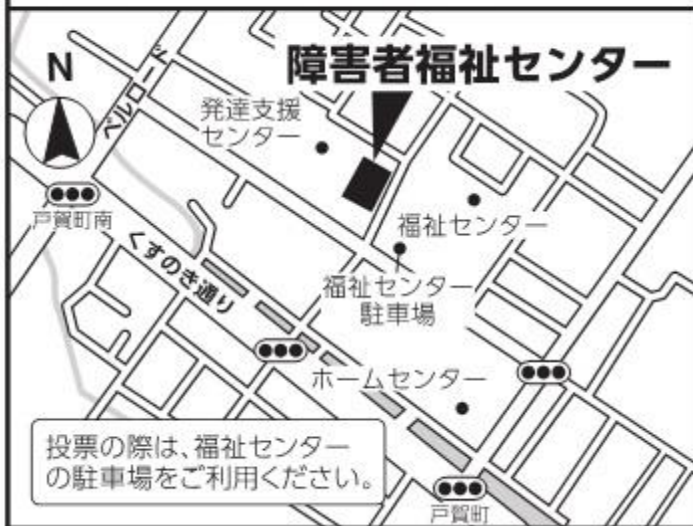 障害者福祉センター
N
ベルロード
発達支援
センター
戸賀町南
福祉センター
くすのき通り
福祉センター
駐車場
ホームセンター
投票の際は、福祉センター
の駐車場をご利用ください。
戸賀町